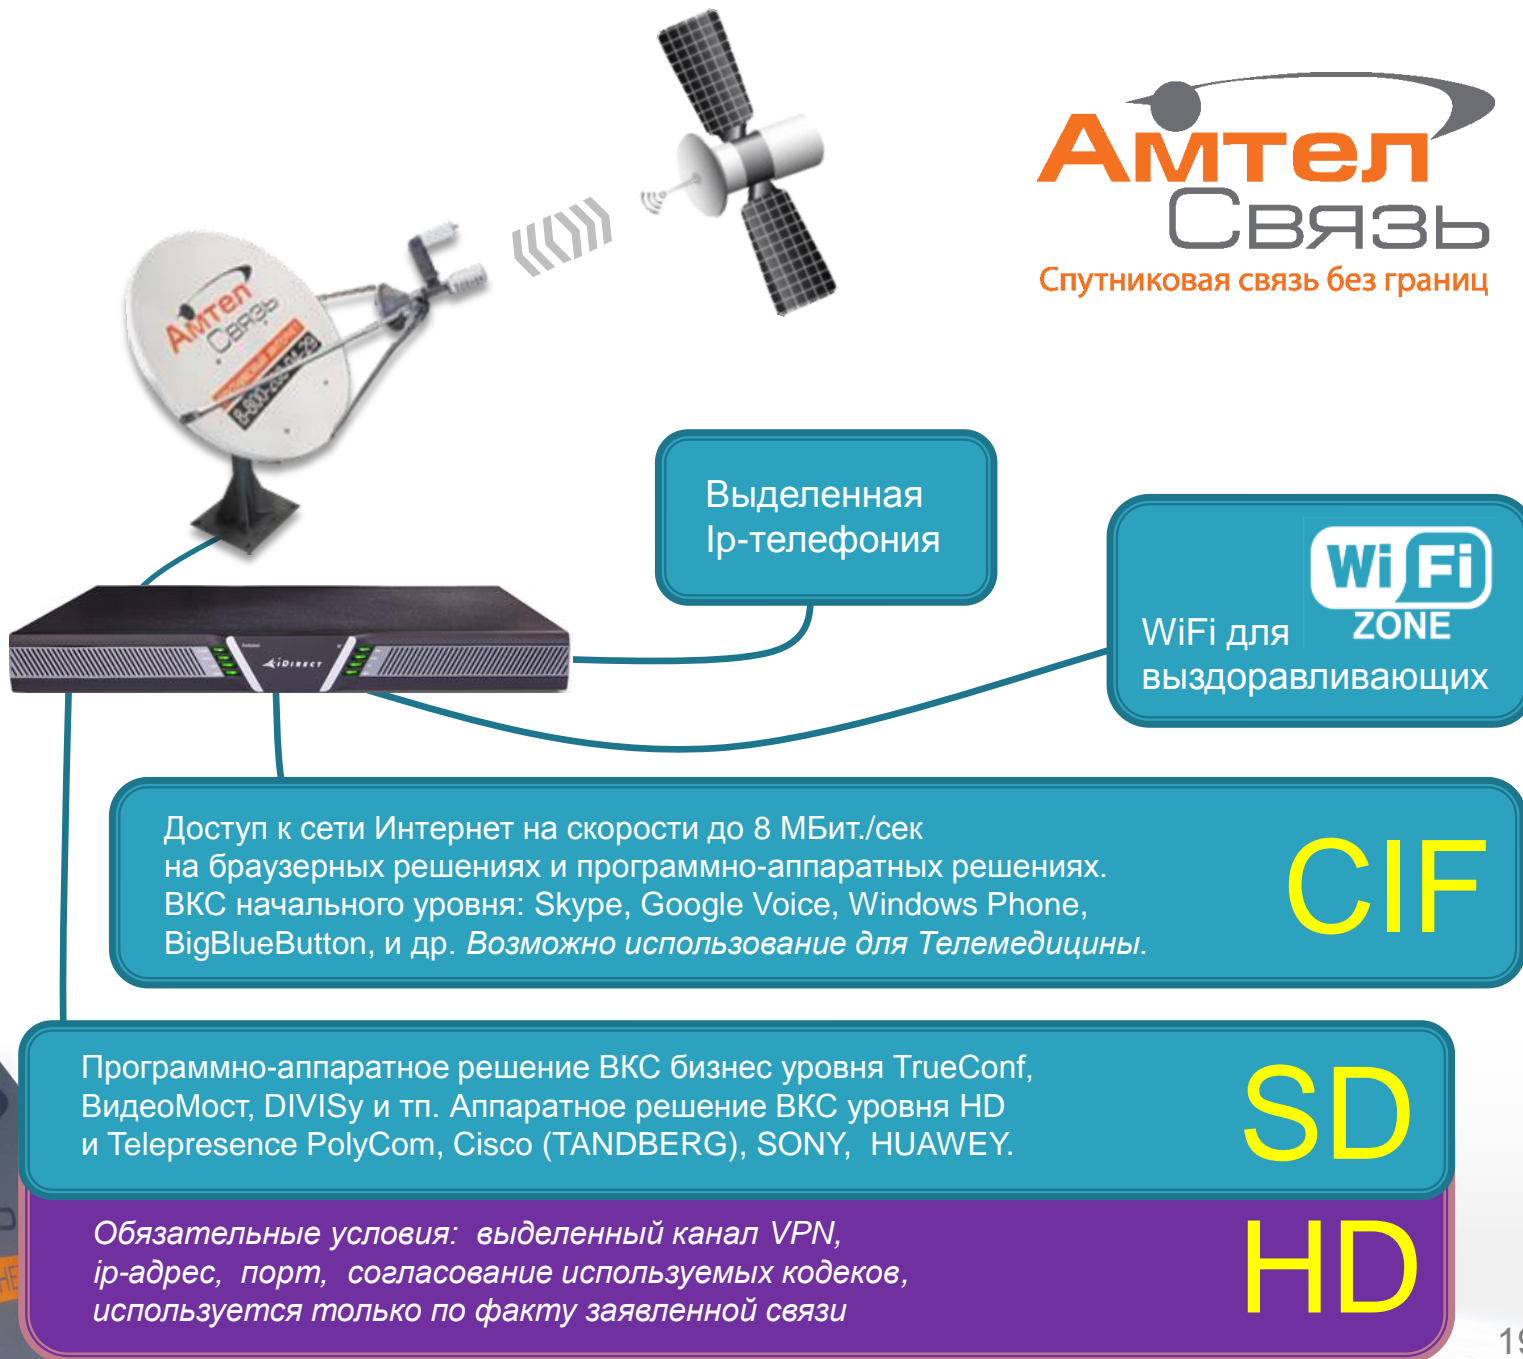 Амтел
Связь
Спутниковая связь без границ
Амтел
Связь
Выделенная
Ip-телефония
Wi Fi
ZONE
WiFi для
выздоравливающих
iDIRECT
Доступ к сети Интернет на скорости до 8 МБит./сек
на браузерных решениях и программно-аппаратных решениях.
ВКС начального уровня: Skype, Google Voice, Windows Phone,
BigBlueButton, и др. Возможно использование для Телемедицины.
CIF
Программно-аппаратное решение ВКС бизнес уровня TrueConf,
ВидеоМост, DIVISy и тп. Аппаратное решение ВКС уровня HD
и Telepresence PolyCom, Cisco (TANDBERG), SONY,  HUAWEY.
SD
Обязательные условия:  выделенный канал VPN,
ip-адрес,  порт,  согласование используемых кодеков,
используется только по факту заявленной связи
HD